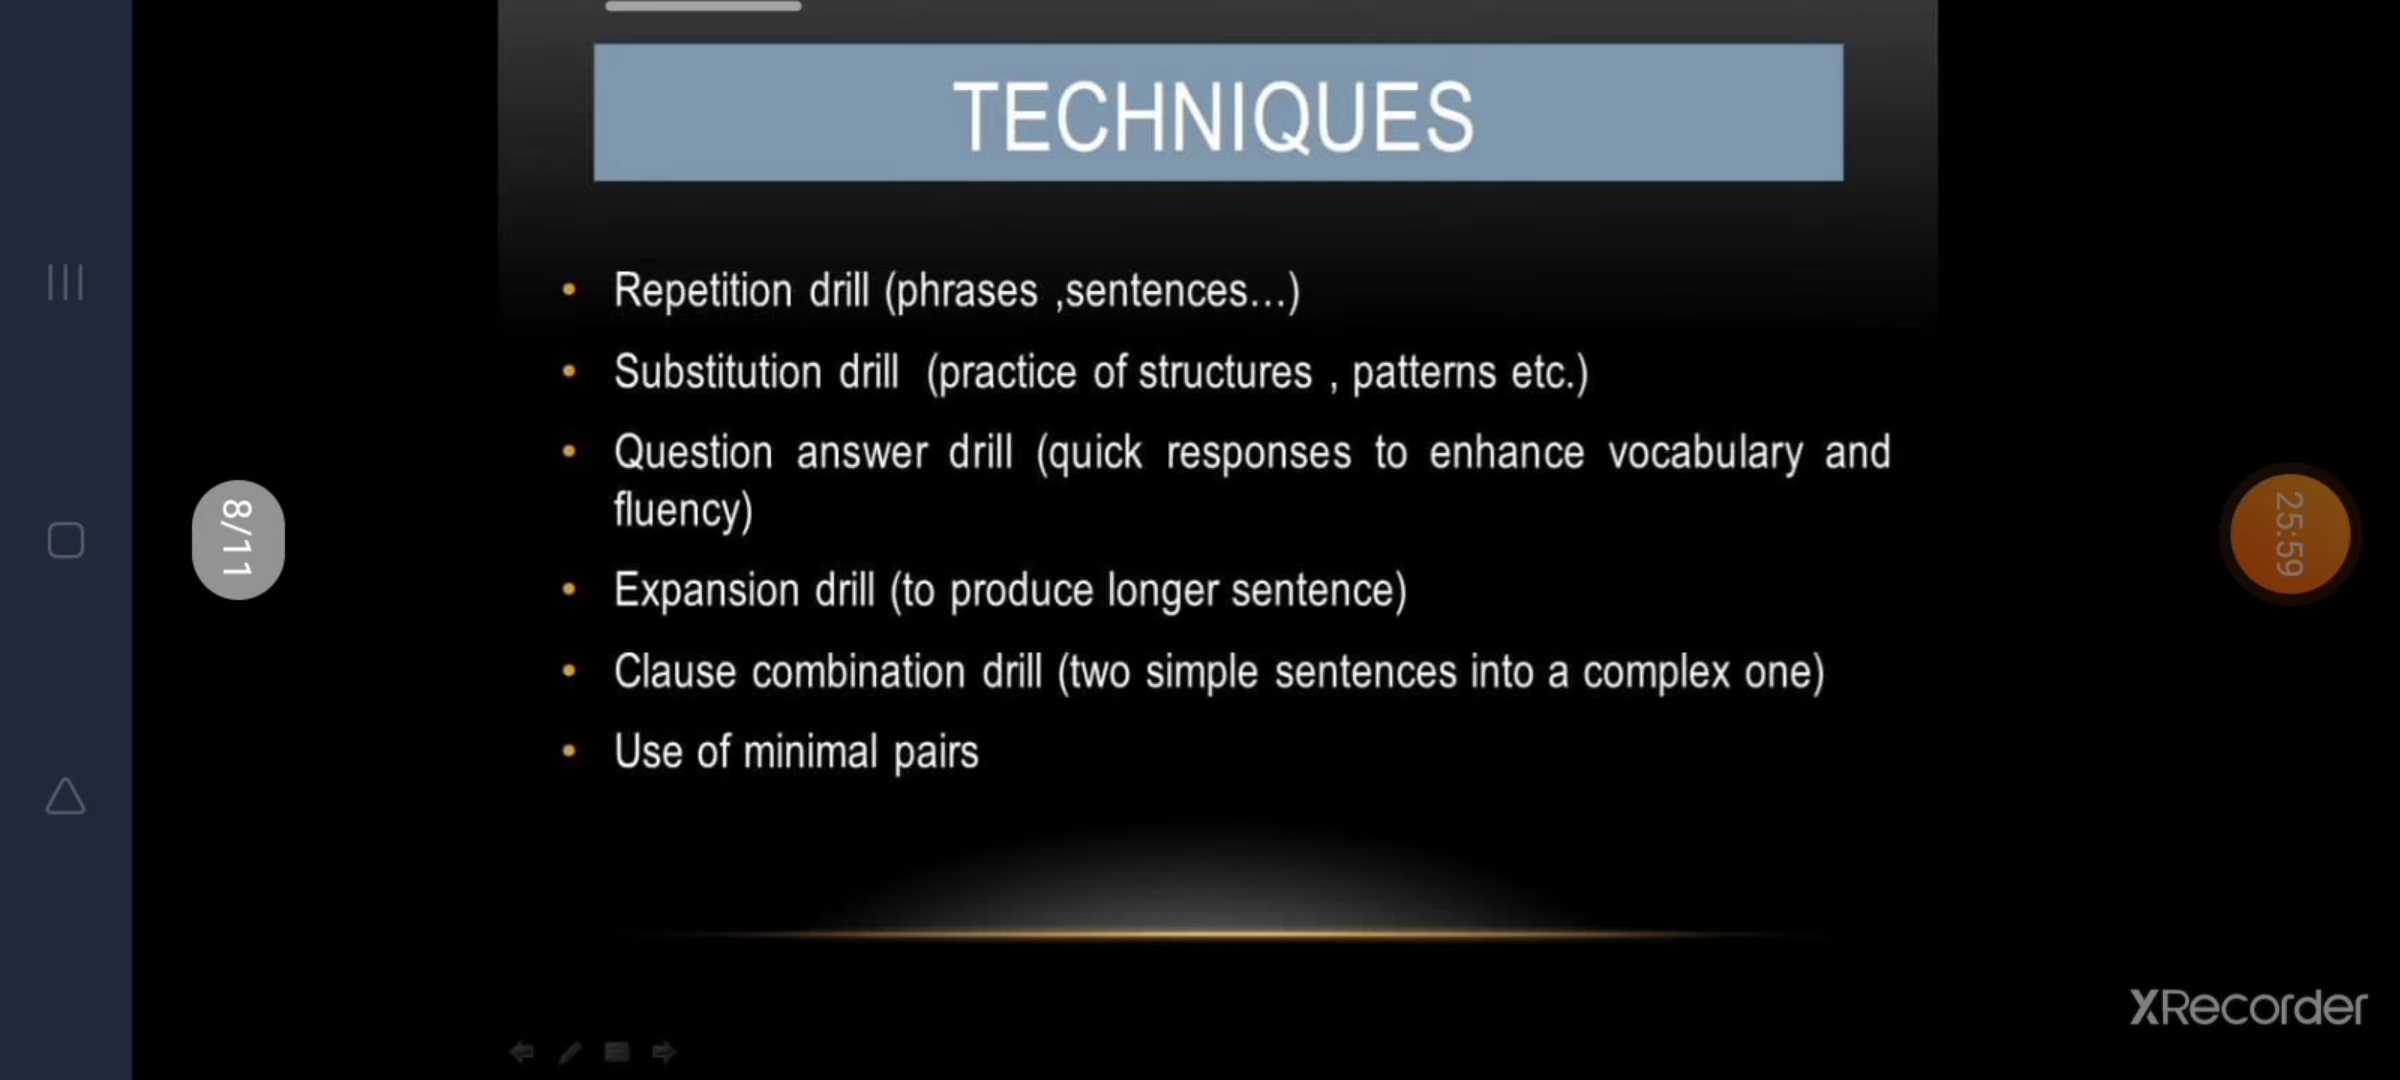 TECHNIQUES
• Repetition drill (phrases ,sentences...)
• Substitution drill (practice of structures , patterns etc.)
• Question answer drill (quick responses to enhance vocabulary and
fluency)
• Expansion drill (to produce longer sentence)
• Clause combination drill (two simple sentences into a complex one)
• Use of minimal pairs
8/11
25:59
XRecorder